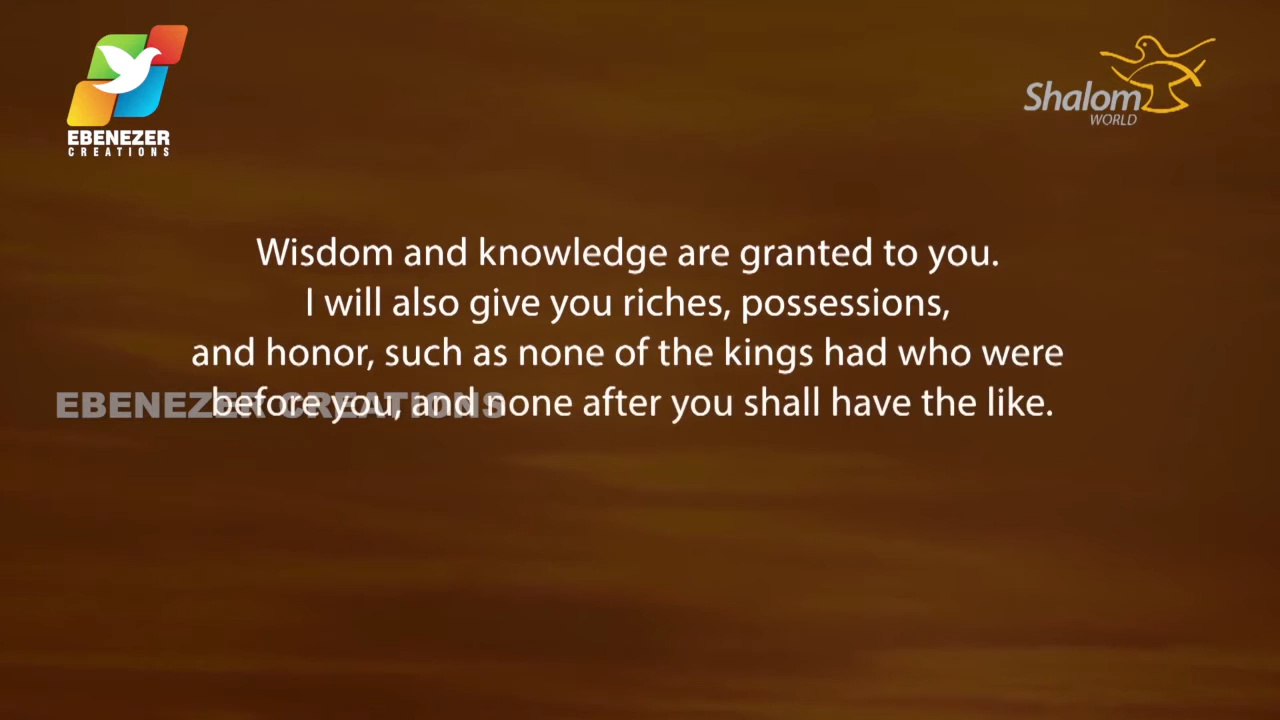 EBENEZER
CREATIONS
Shalom
WORLD
Wisdom and knowledge are granted to you.
I will also give you riches, possessions,
and honor, such as none of the kings had who were
before you, and none after you shall have the like.
EBENEZER CREATIONS